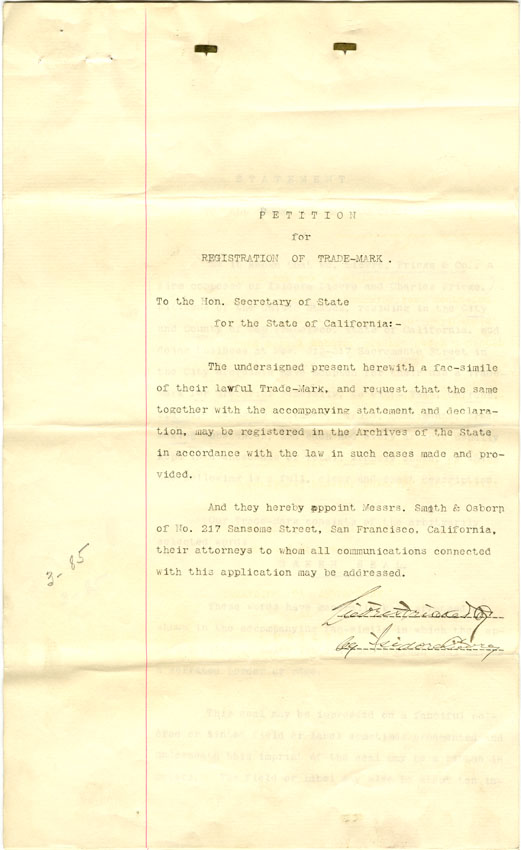 PETITION
for
REGISTRATION OF TRADE-MARK.
To the Hon. Secretary of State
for the State of California:-
The undersigned present herewith a fac-simile
of their lawful Trade-Mark, and request that the same
together with the accompanying statement and declara-
tion, may be registered in the Archives of the State
in accordance with the law in such cases made and pro-
vided.
And they hereby appoint Messrs. Smith & Osborn
of No. 217 Sansome Street, San Francisco, California,
their attorneys to whom all communications connected
with this application may be addressed.
3-85
by